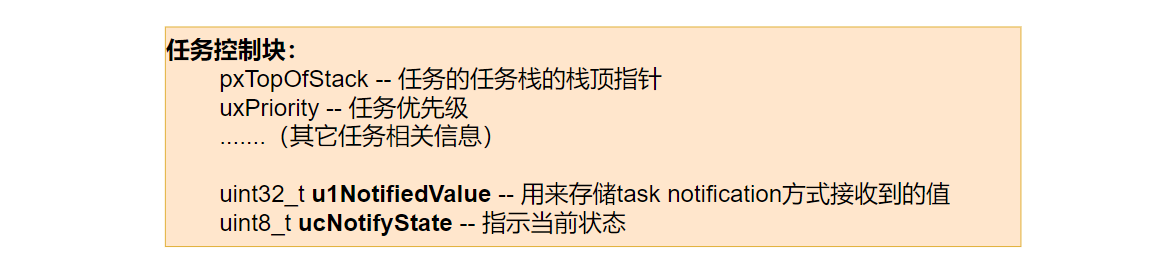 任务控制块：
pxTopOfStack -- 任务的任务栈的栈顶指针
uxPriority -- 任务优先级
.......（其它任务相关信息）
uint32_t u1NotifiedValue -- 用来存储task notification方式接收到的值
uint8_t ucNotifyState -- 指示当前状态